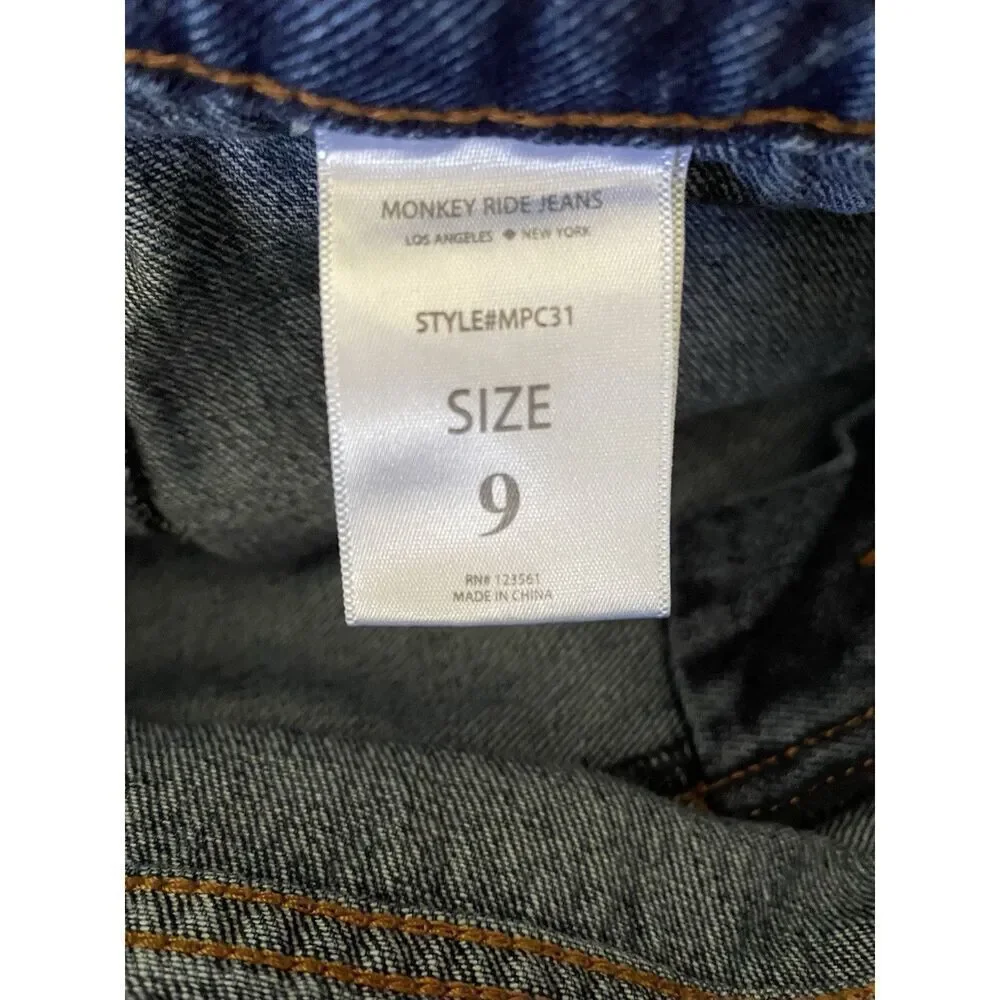 MONKEY RIDE JEANS
LOS ANGELES ◆ NEW YORK
STYLE#MPC31
SIZE
9
RN# 123561
MADE IN CHINA